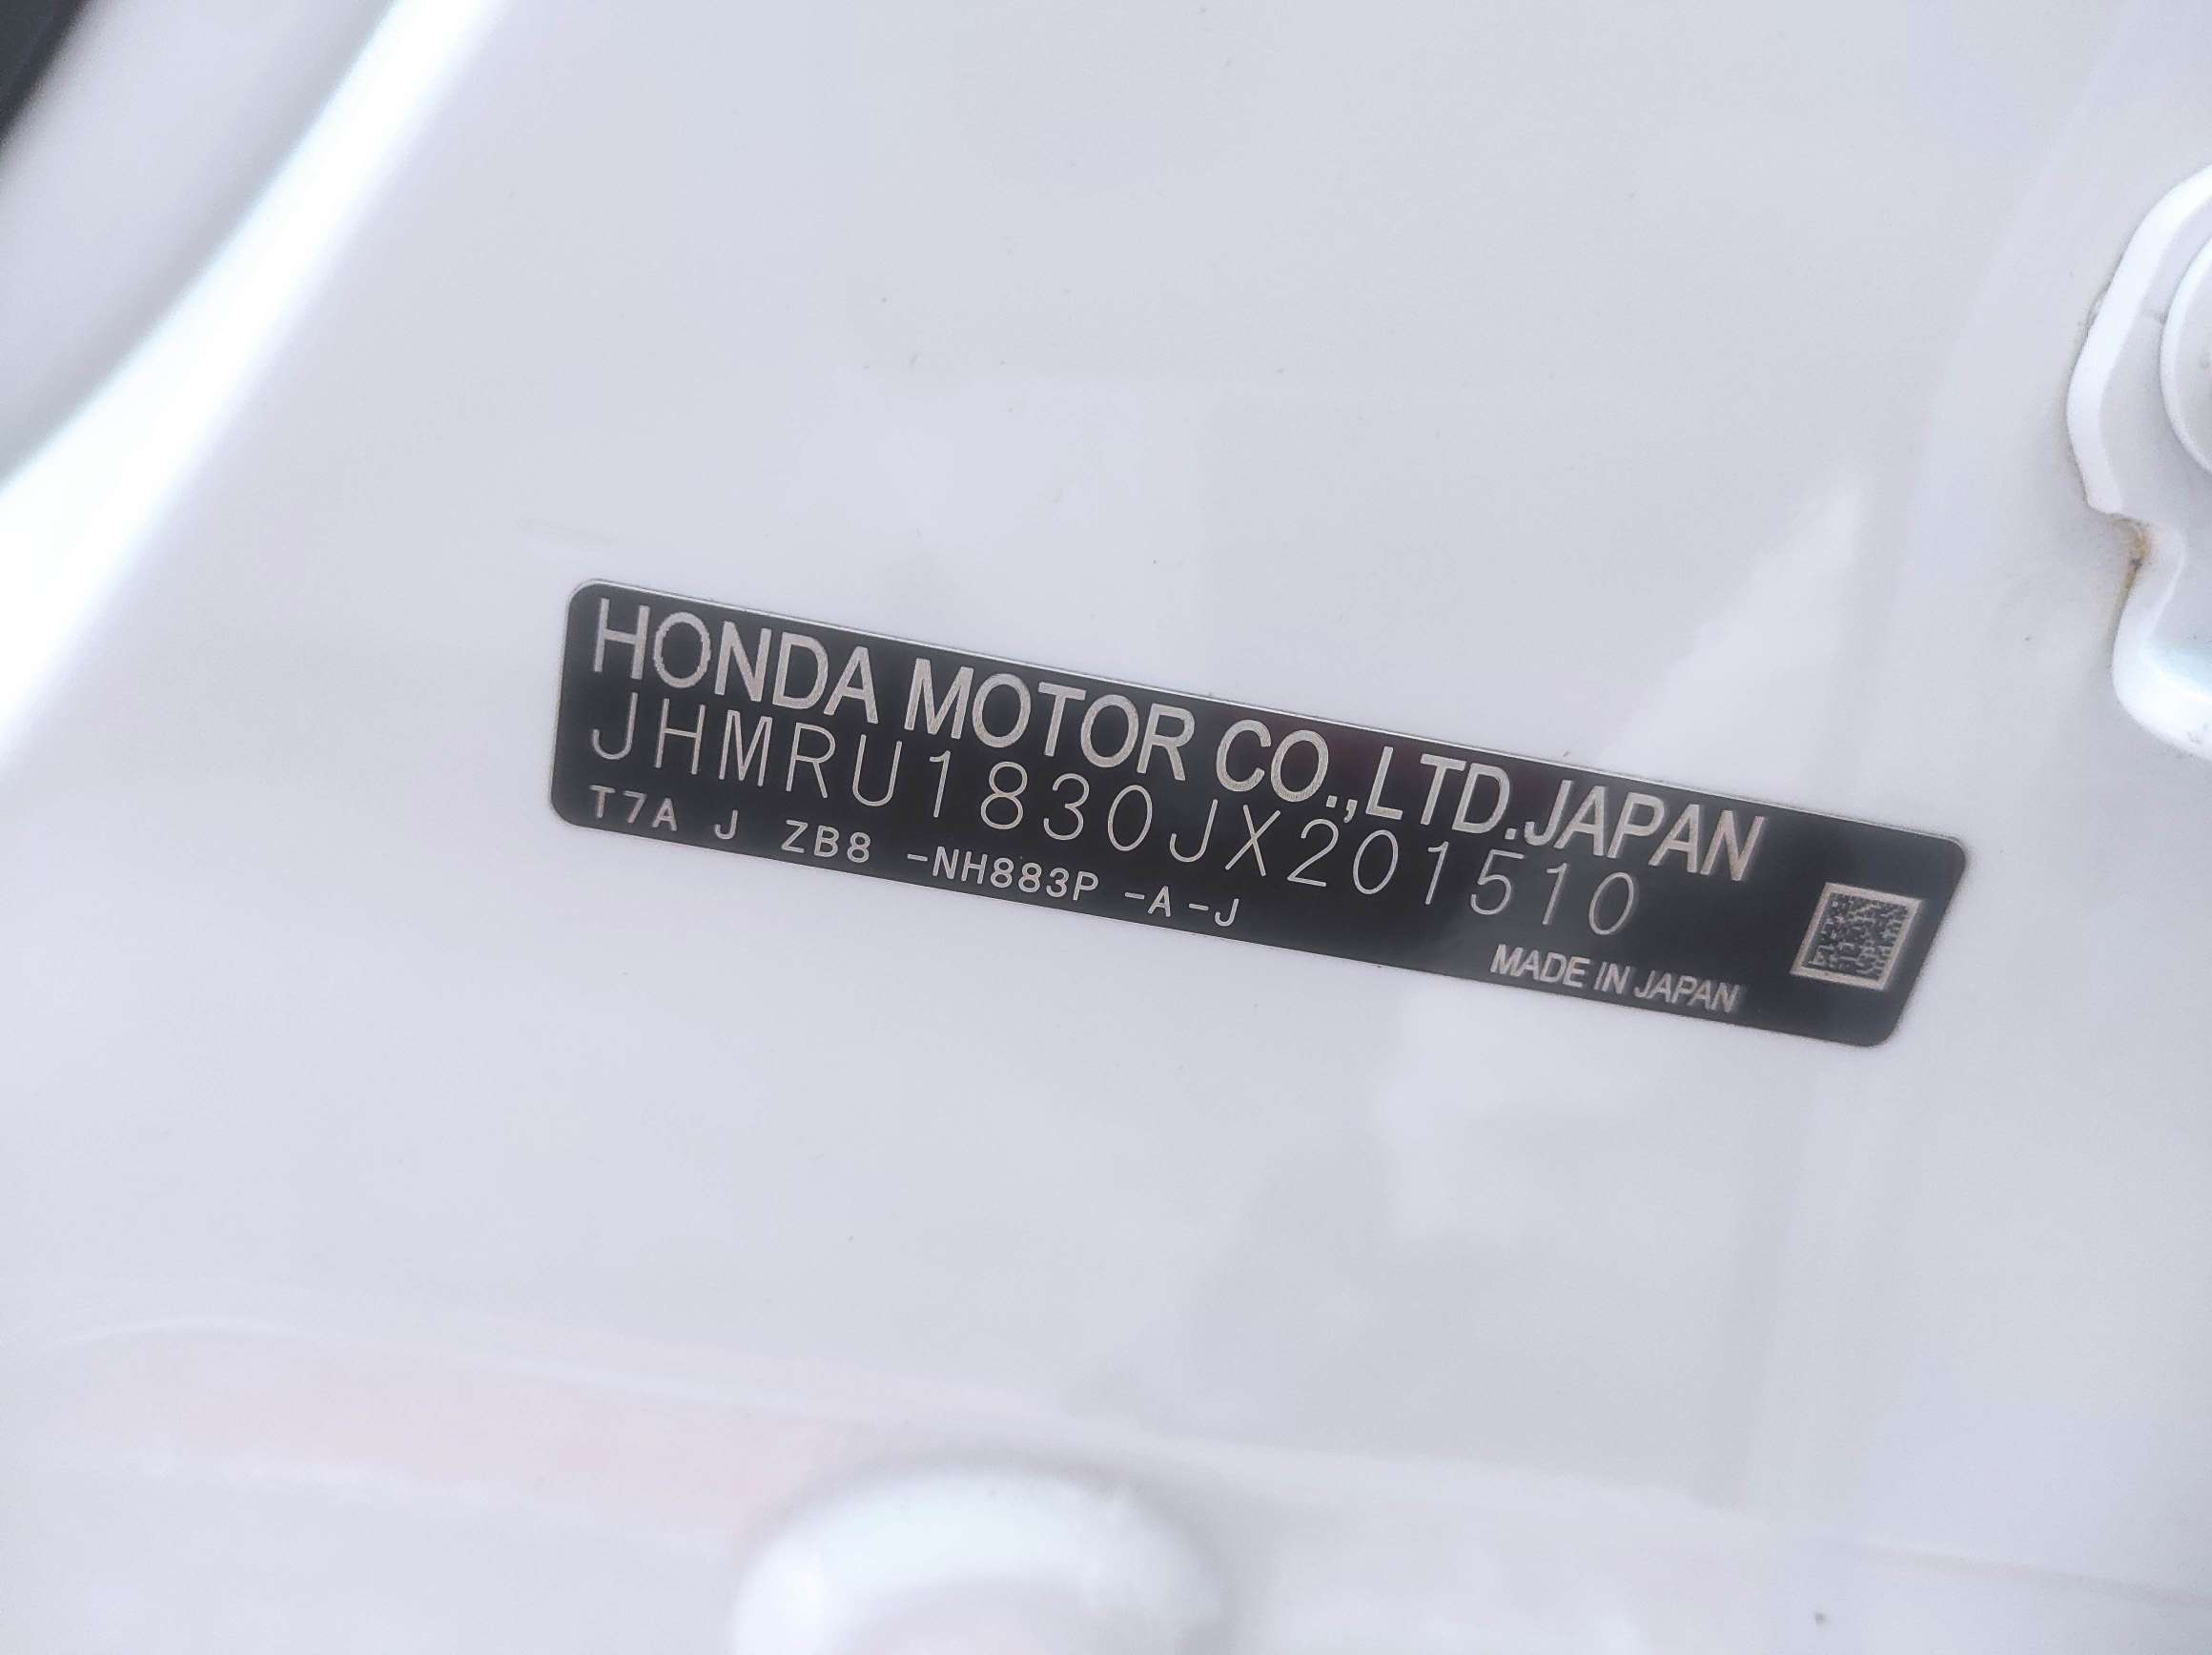 HONDA MOTOR CO.,LTD.JAPAN
JHMRU1830JX201510
T7A J ZB8 -NH883P -A-J
MADE IN JAPAN